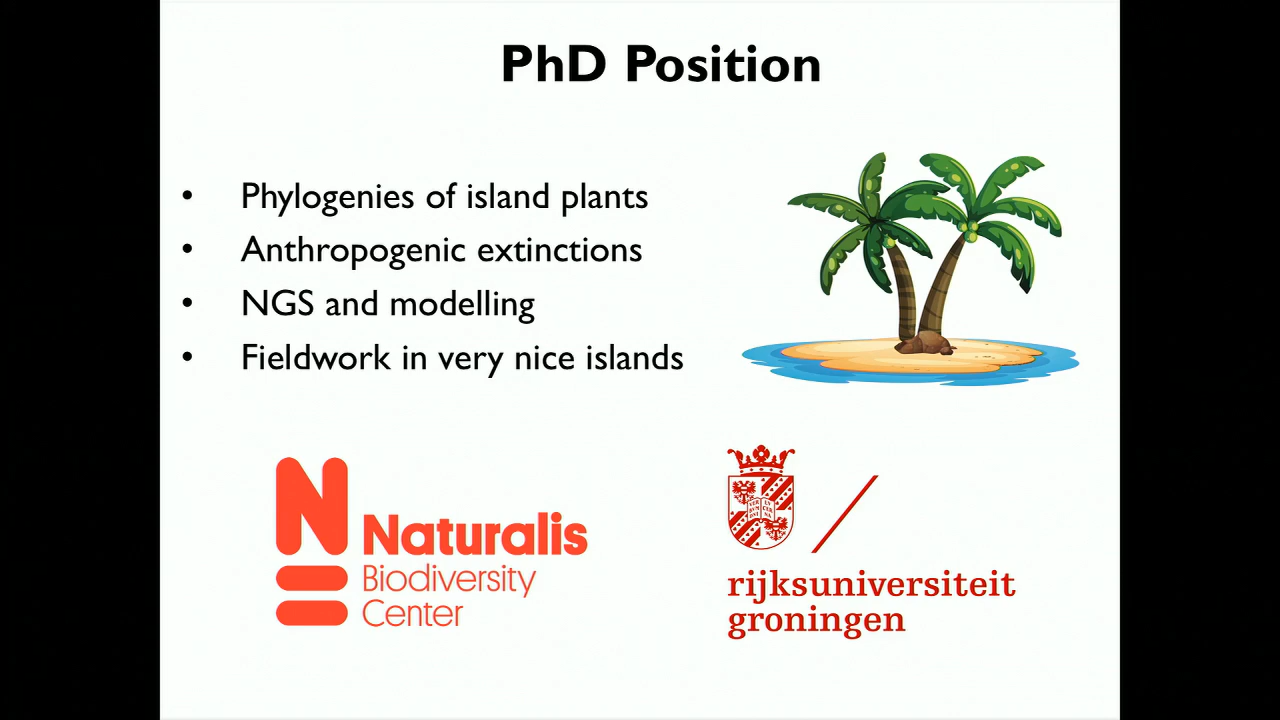 PhD Position
• Phylogenies of island plants
• Anthropogenic extinctions
• NGS and modelling
• Fieldwork in very nice islands
Naturalis
Biodiversity
Center
rijksuniversiteit
groningen